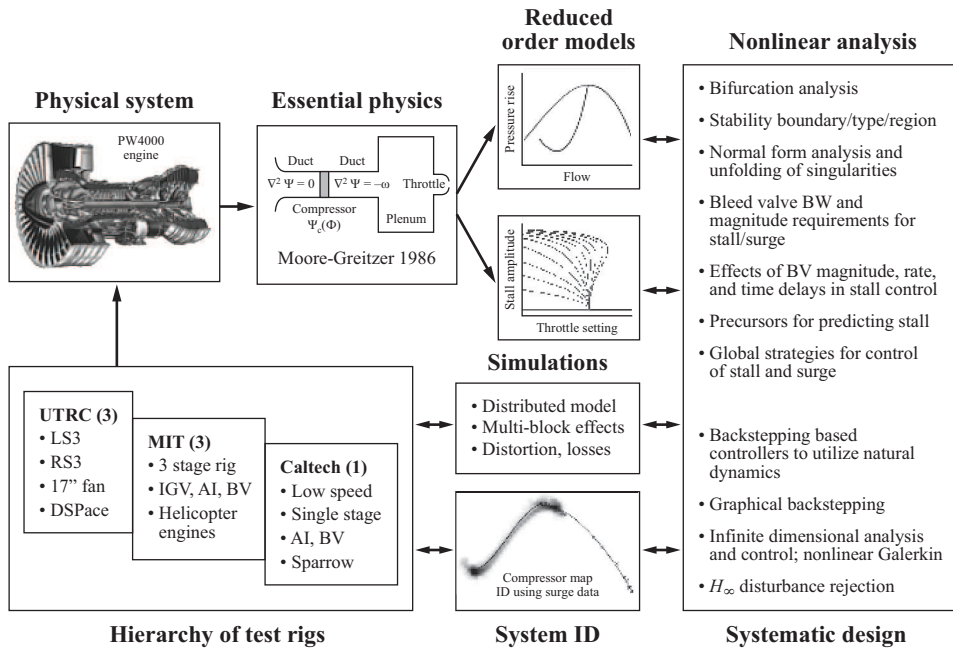 Physical system
PW4000
engine
Essential physics
Duct
Duct
∇² Ψ = 0
∇² Ψ = –ω
Throttle
Compressor
Ψc(Φ)
Plenum
Moore-Greitzer 1986
Reduced
order models
Pressure rise
Flow
Stall amplitude
Throttle setting
Nonlinear analysis
• Bifurcation analysis
• Stability boundary/type/region
• Normal form analysis and
unfolding of singularities
• Bleed valve BW and
magnitude requirements for
stall/surge
• Effects of BV magnitude, rate,
and time delays in stall control
• Precursors for predicting stall
• Global strategies for control
of stall and surge
• Backstepping based
controllers to utilize natural
dynamics
• Graphical backstepping
• Infinite dimensional analysis
and control; nonlinear Galerkin
• H∞ disturbance rejection
Systematic design
Simulations
• Distributed model
• Multi-block effects
• Distortion, losses
Compressor map
ID using surge data
System ID
UTRC (3)
• LS3
• RS3
• 17” fan
• DSPace
MIT (3)
• 3 stage rig
• IGV, AI, BV
• Helicopter
engines
Caltech (1)
• Low speed
• Single stage
• AI, BV
• Sparrow
Hierarchy of test rigs